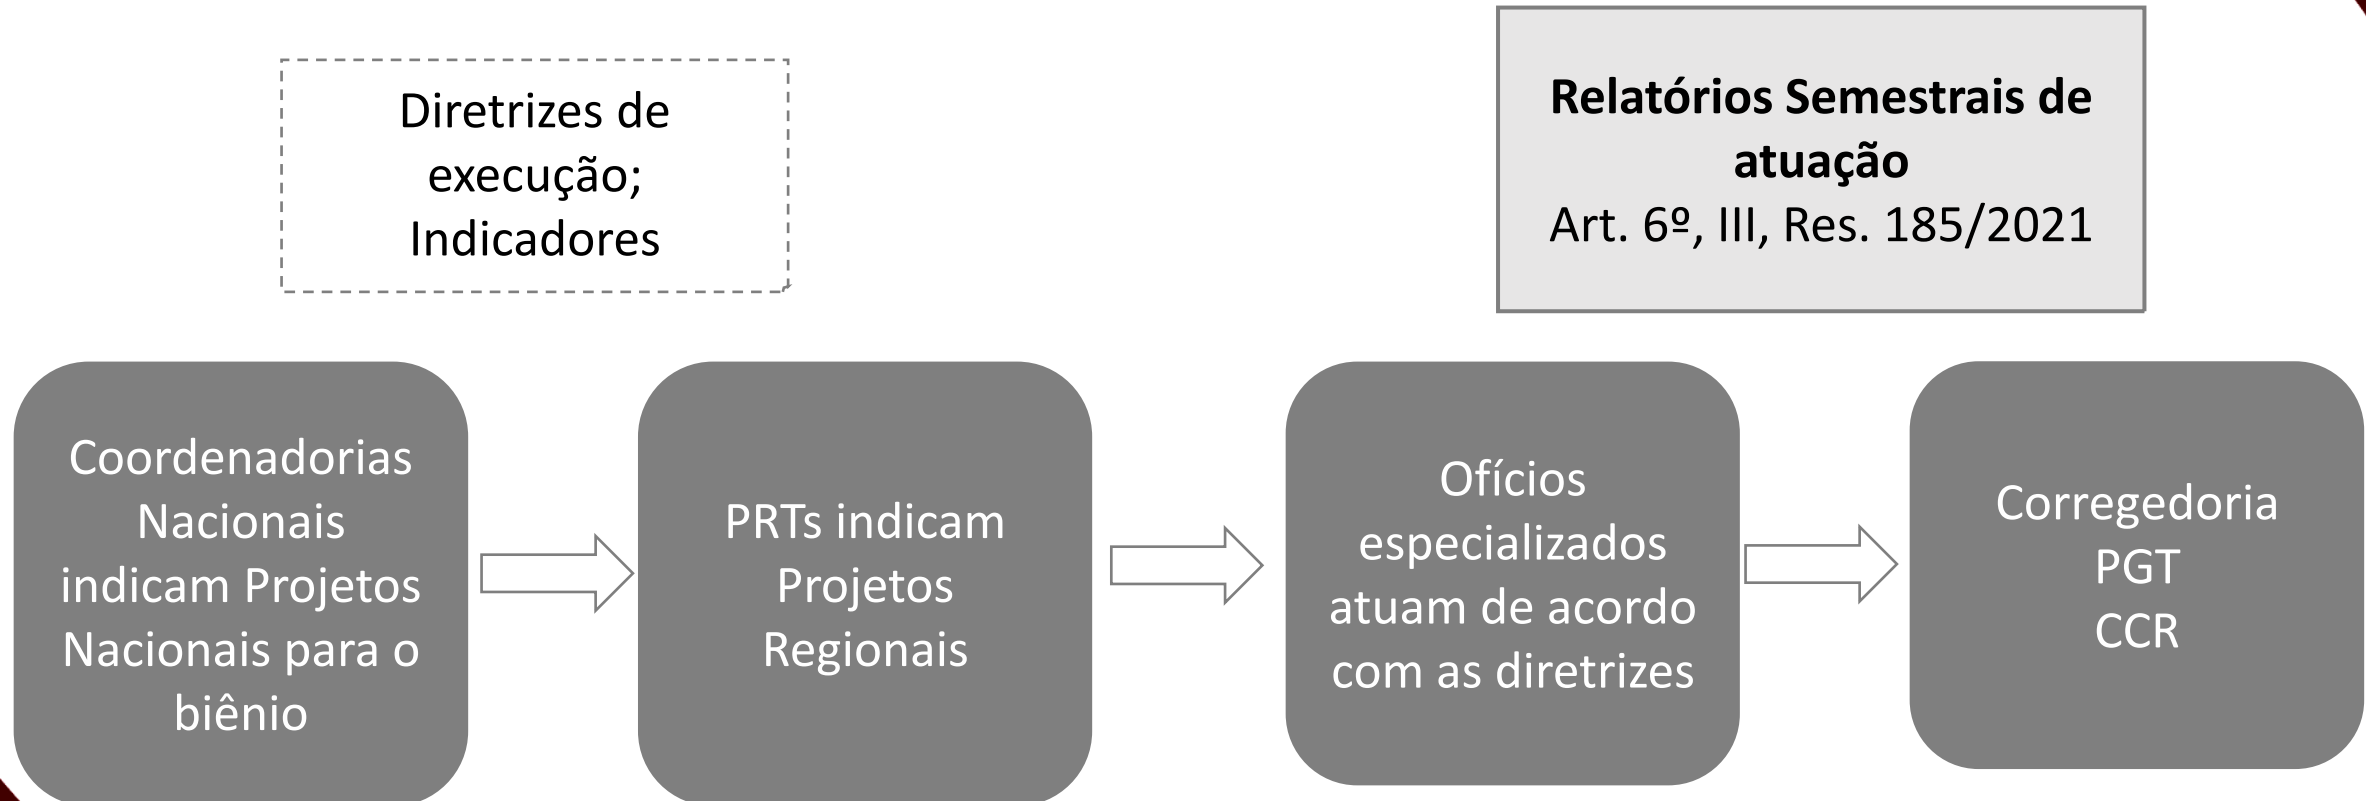 Diretrizes de
execução;
Indicadores
Relatórios Semestrais de
atuação
Art. 6º, III, Res. 185/2021
Coordenadorias
Nacionais
indicam Projetos
Nacionais para o
biênio
PRTs indicam
Projetos
Regionais
Ofícios
especializados
atuam de acordo
com as diretrizes
Corregedoria
PGT
CCR